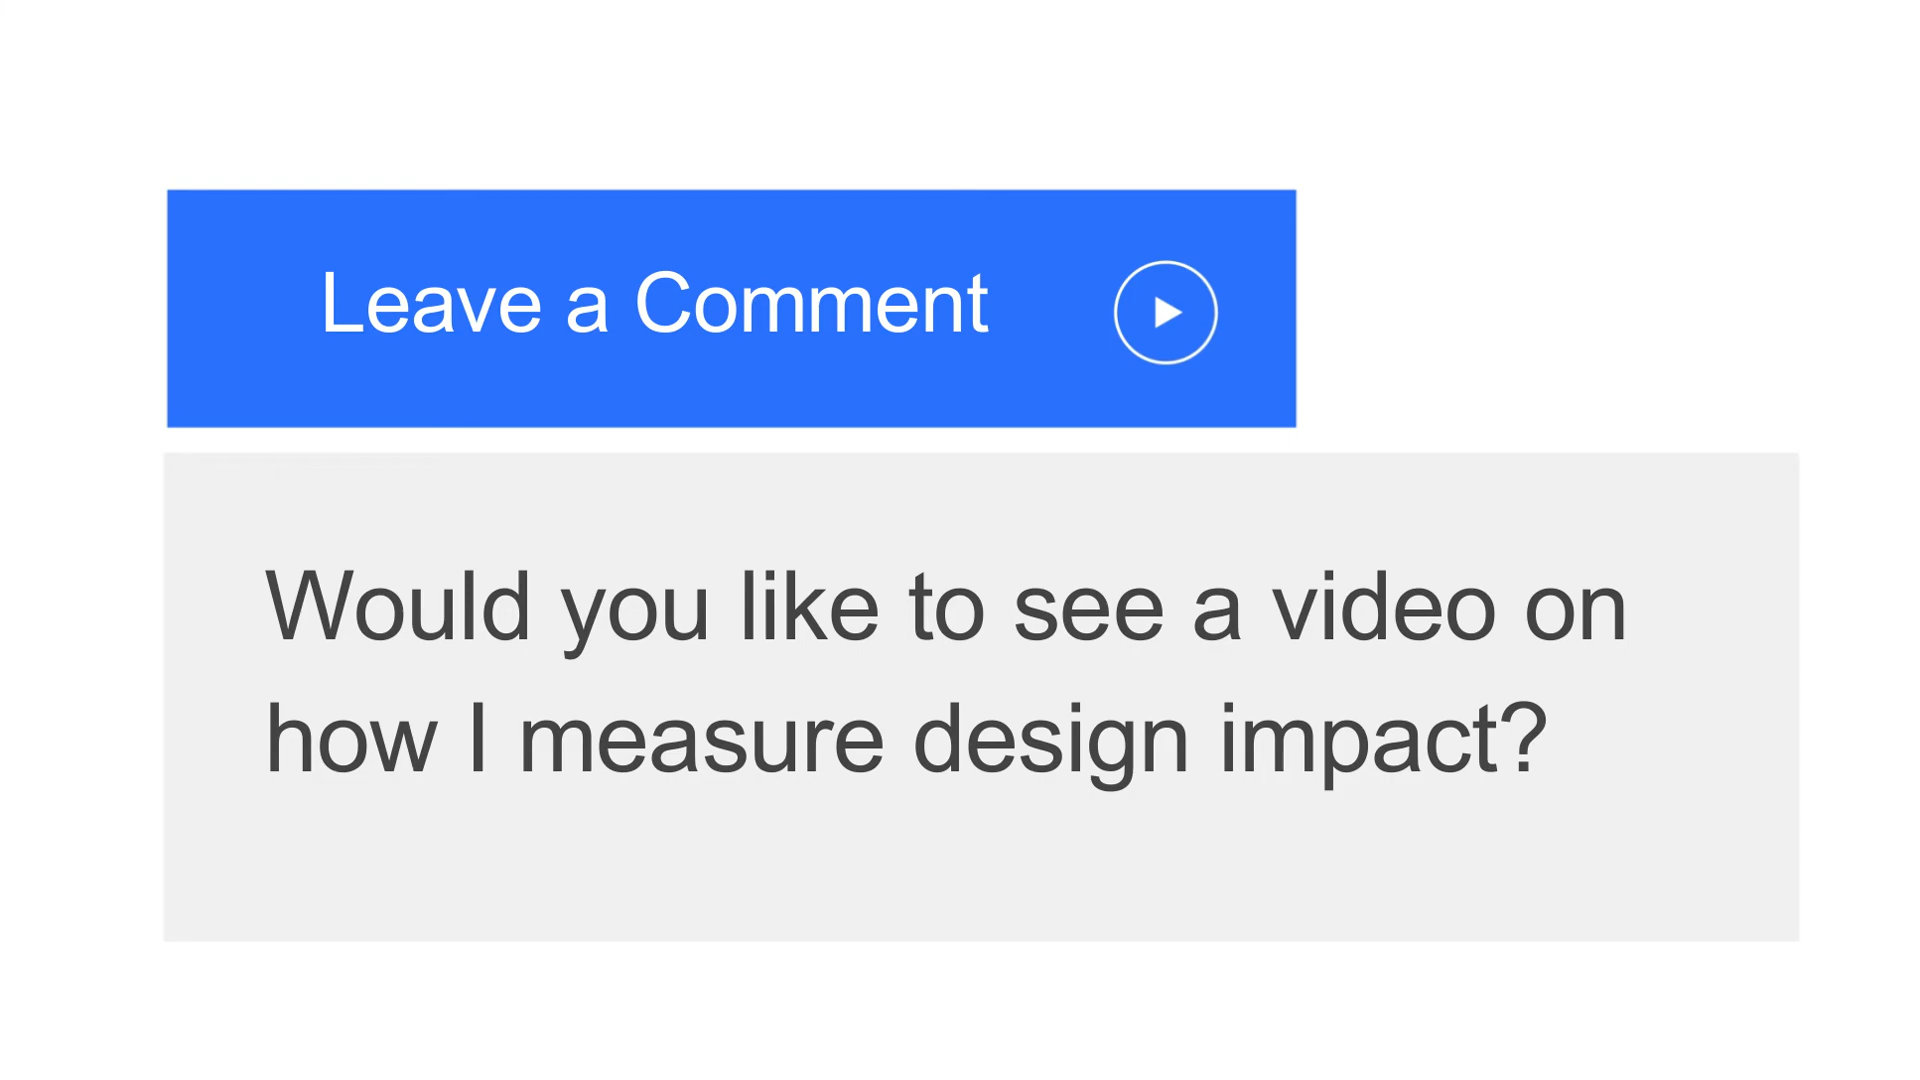 Leave a Comment
Would you like to see a video on
how I measure design impact?